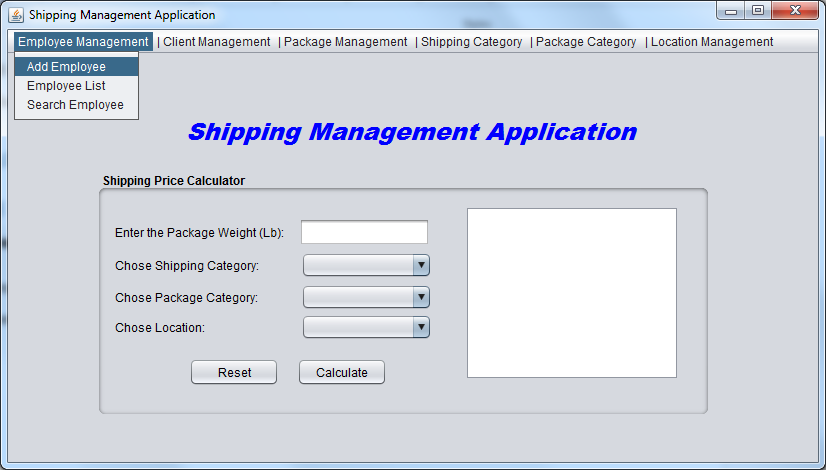 Shipping Management Application
Employee Management | Client Management | Package Management | Shipping Category | Package Category | Location Management
Add Employee
Employee List
Search Employee
Shipping Management Application
Shipping Price Calculator
Enter the Package Weight (Lb):
Chose Shipping Category:
Chose Package Category:
Chose Location:
Reset Calculate